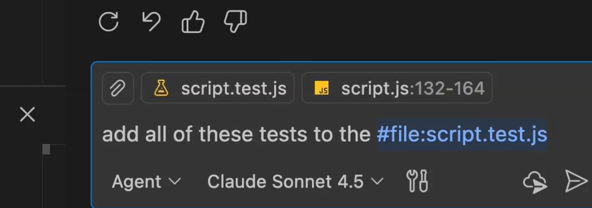 script.test.js
JS script.js:132-164
add all of these tests to the #file:script.test.js
Agent Claude Sonnet 4.5